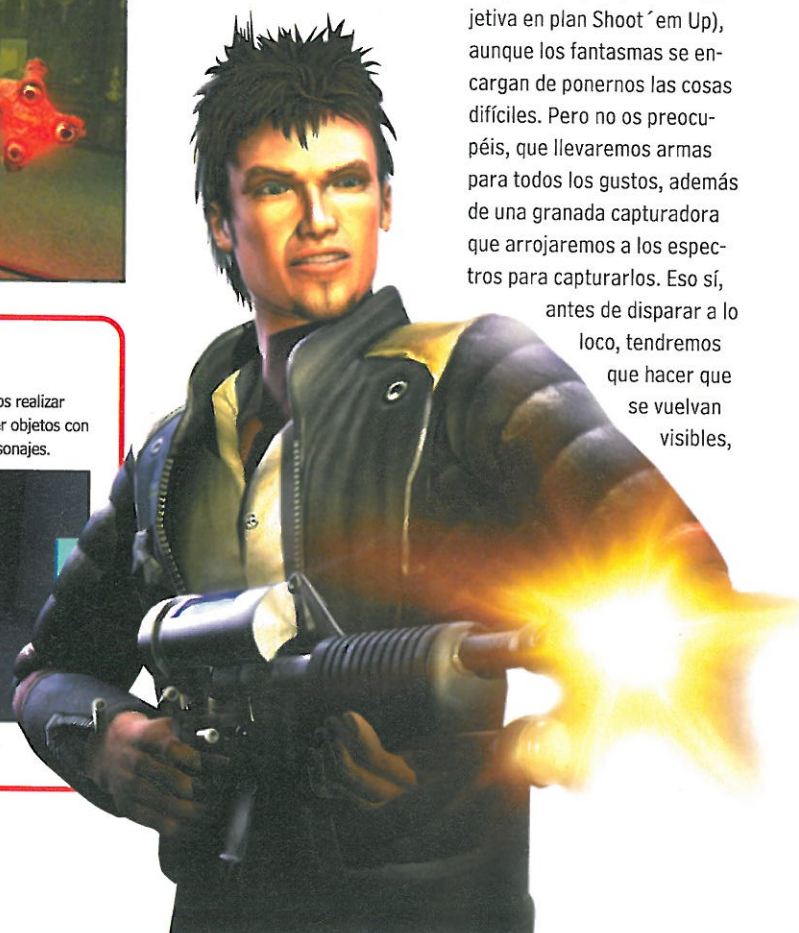 os realizar
r objetos con
sonajes.
jetiva en plan Shoot´em Up),
aunque los fantasmas se en-
cargan de ponernos las cosas
difíciles. Pero no os preocu-
péis, que llevaremos armas
para todos los gustos, además
de una granada capturadora
que arrojaremos a los espec-
tros para capturarlos. Eso sí,
antes de disparar a lo
loco, tendremos
que hacer que
se vuelvan
visibles,